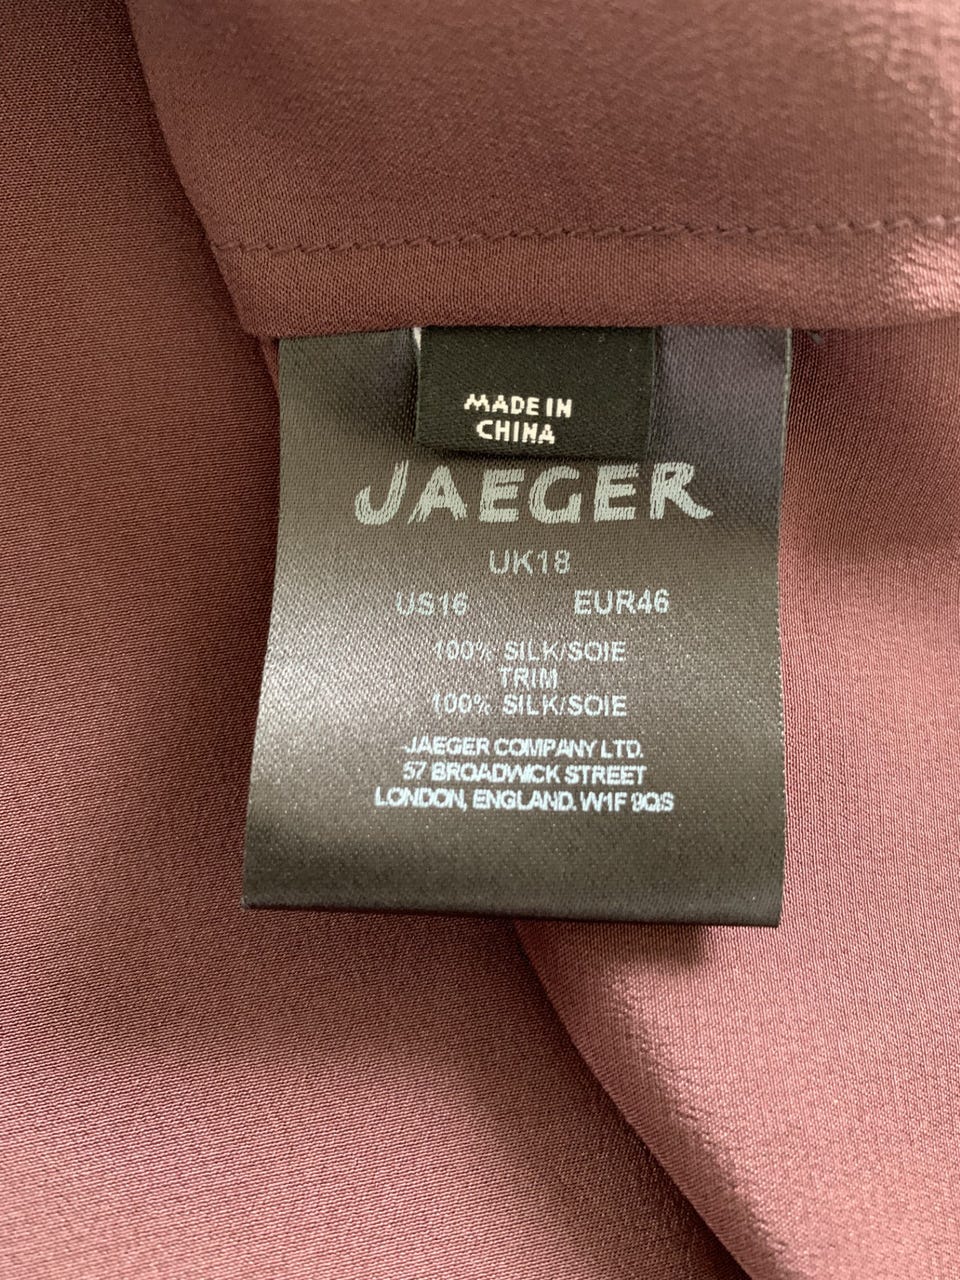 MADE IN
CHINA
JAEGER
UK18
US16 EUR46
100% SILK/SOIE
TRIM
100% SILK/SOIE
JAEGER COMPANY LTD.
57 BROADWICK STREET
LONDON, ENGLAND. W1F 9QS